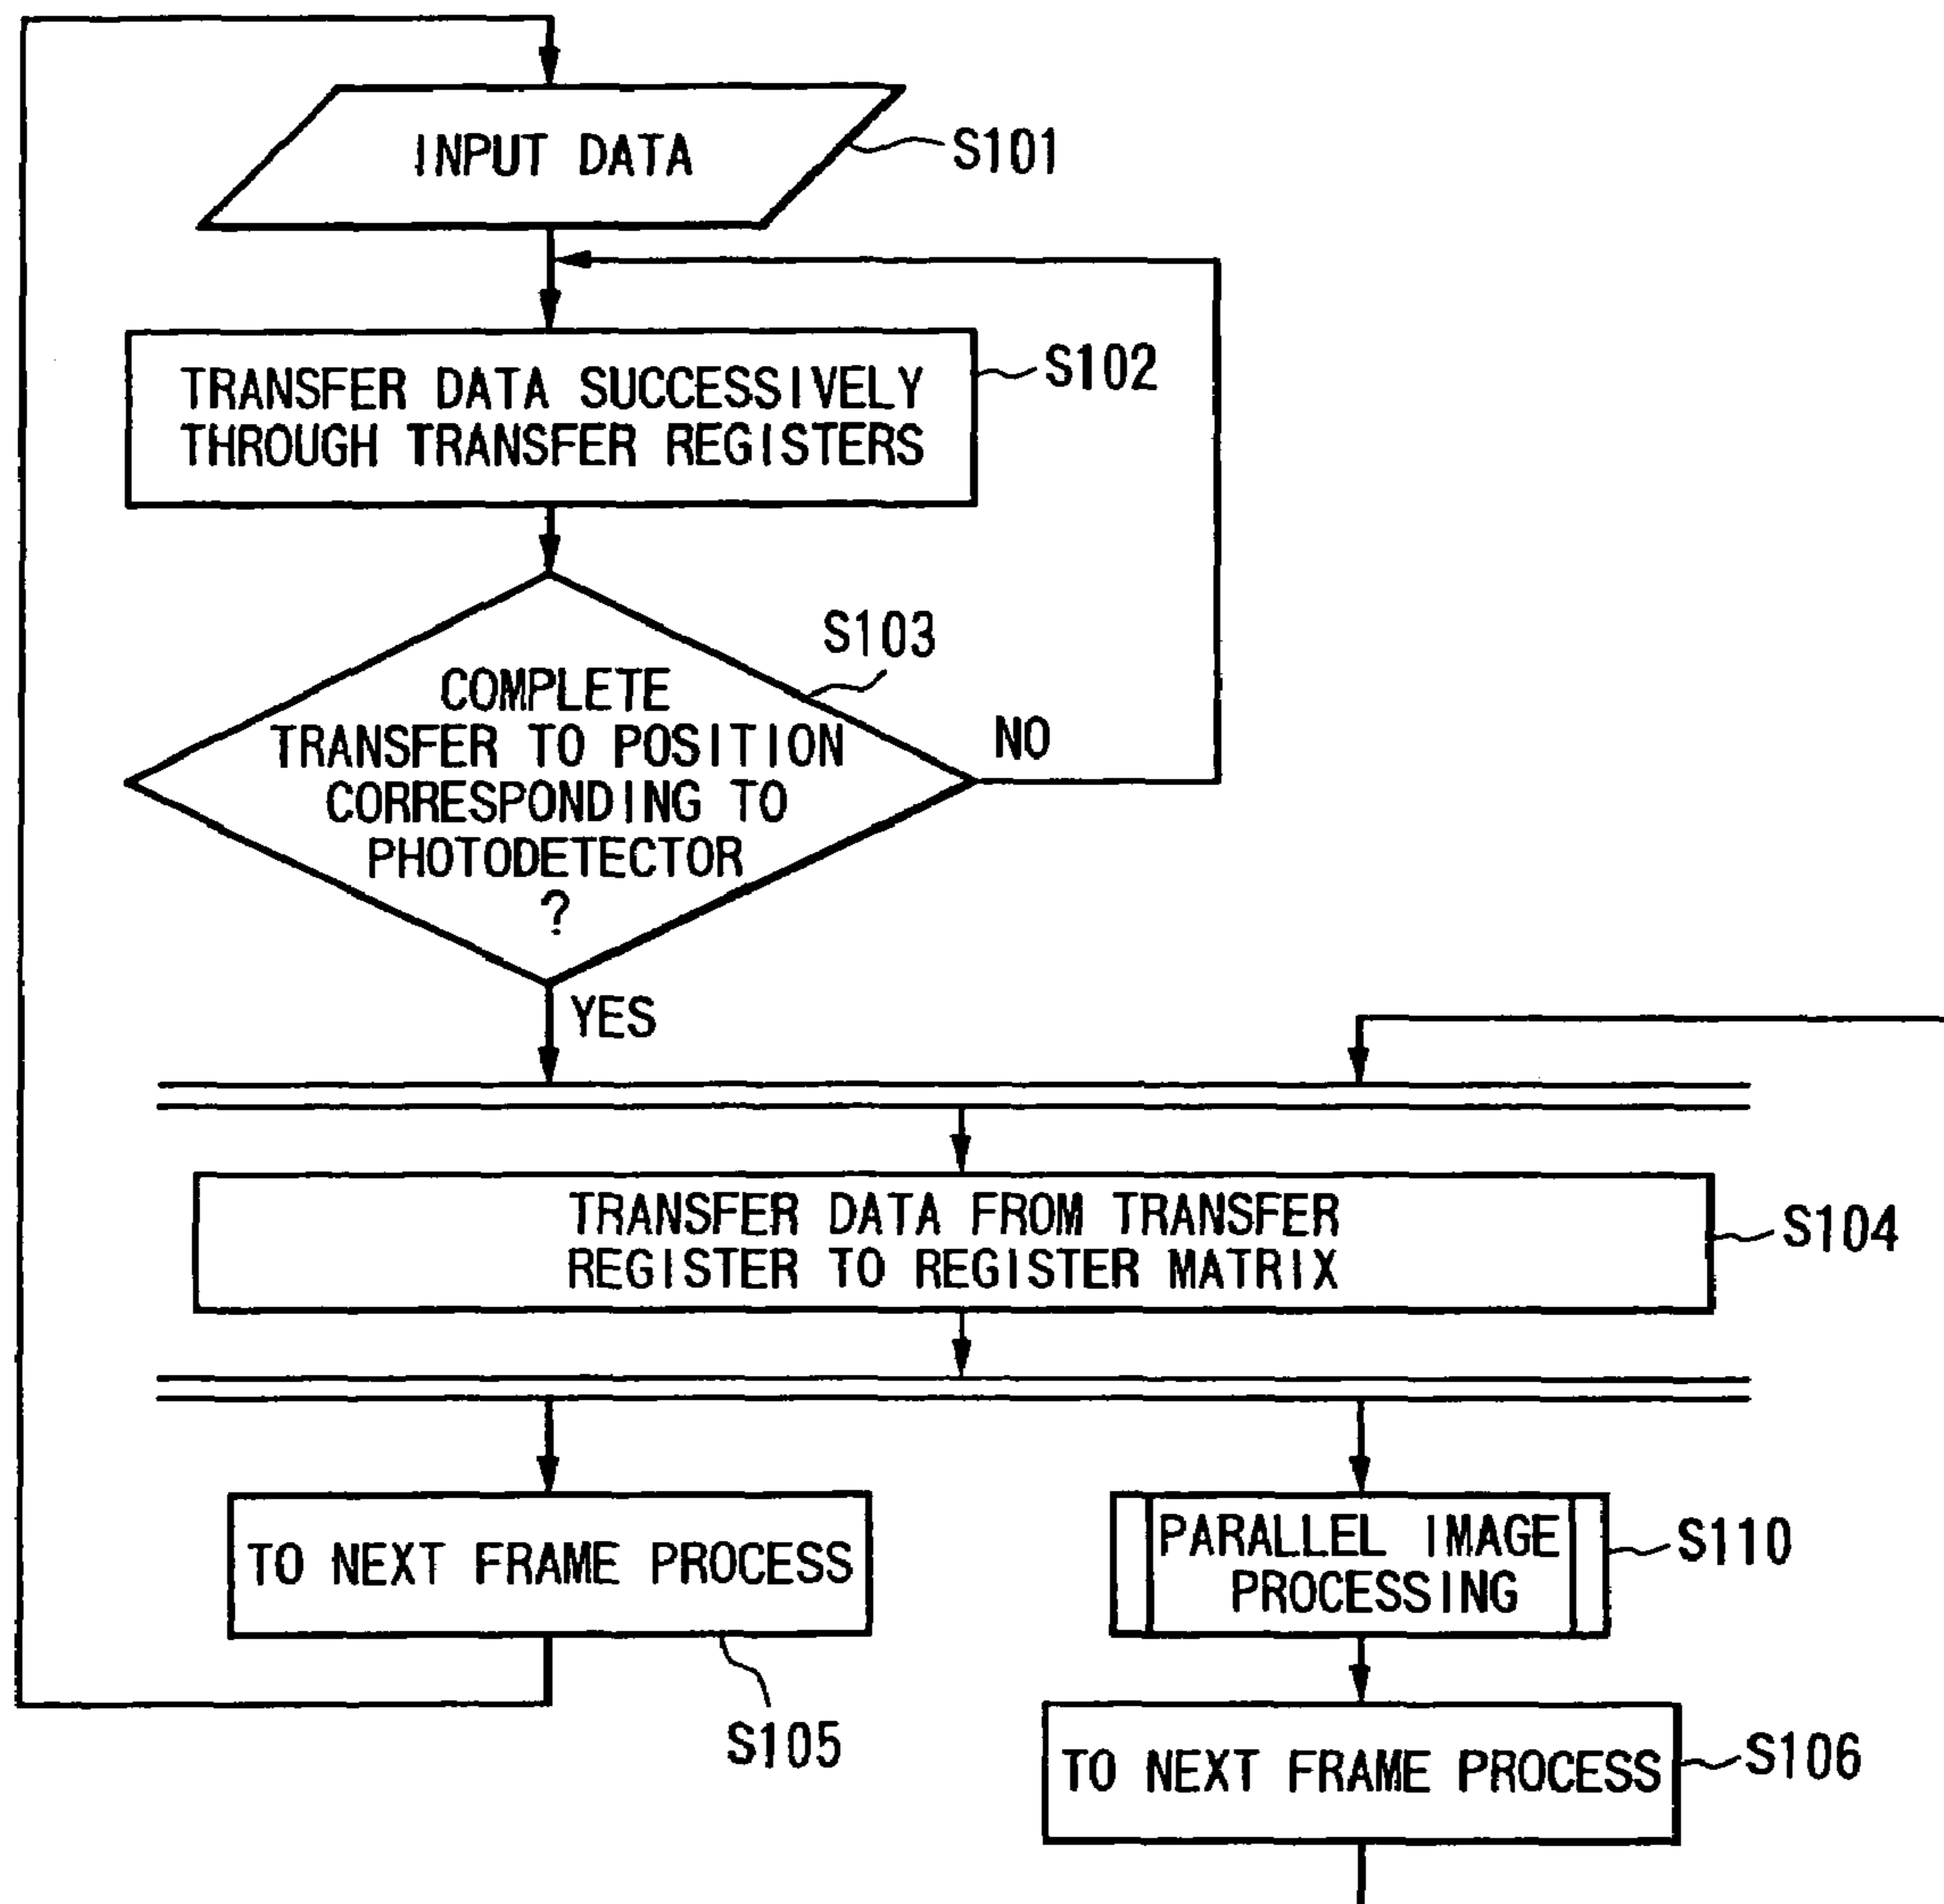 INPUT DATA
S101
TRANSFER DATA SUCCESSIVELY
THROUGH TRANSFER REGISTERS
S102
S103
COMPLETE
TRANSFER TO POSITION
CORRESPONDING TO
PHOTODETECTOR
?
NO
YES
TRANSFER DATA FROM TRANSFER
REGISTER TO REGISTER MATRIX
S104
TO NEXT FRAME PROCESS
S105
PARALLEL IMAGE
PROCESSING
S110
TO NEXT FRAME PROCESS
S106